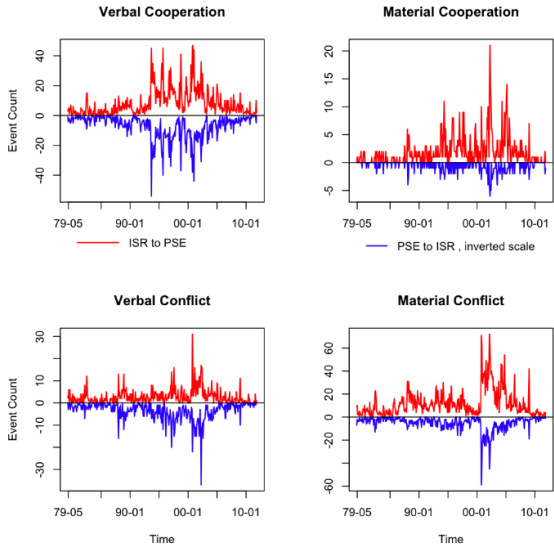 Verbal Cooperation
Event Count
40
20
0
-20
-40
79-05 90-01 00-01 10-01
ISR to PSE
Material Cooperation
20
15
10
5
0
-5
79-05 90-01 00-01 10-01
PSE to ISR , inverted scale
Verbal Conflict
Event Count
30
10
0
-10
-30
79-05 90-01 00-01 10-01
Time
Material Conflict
60
40
20
0
-20
-60
79-05 90-01 00-01 10-01
Time